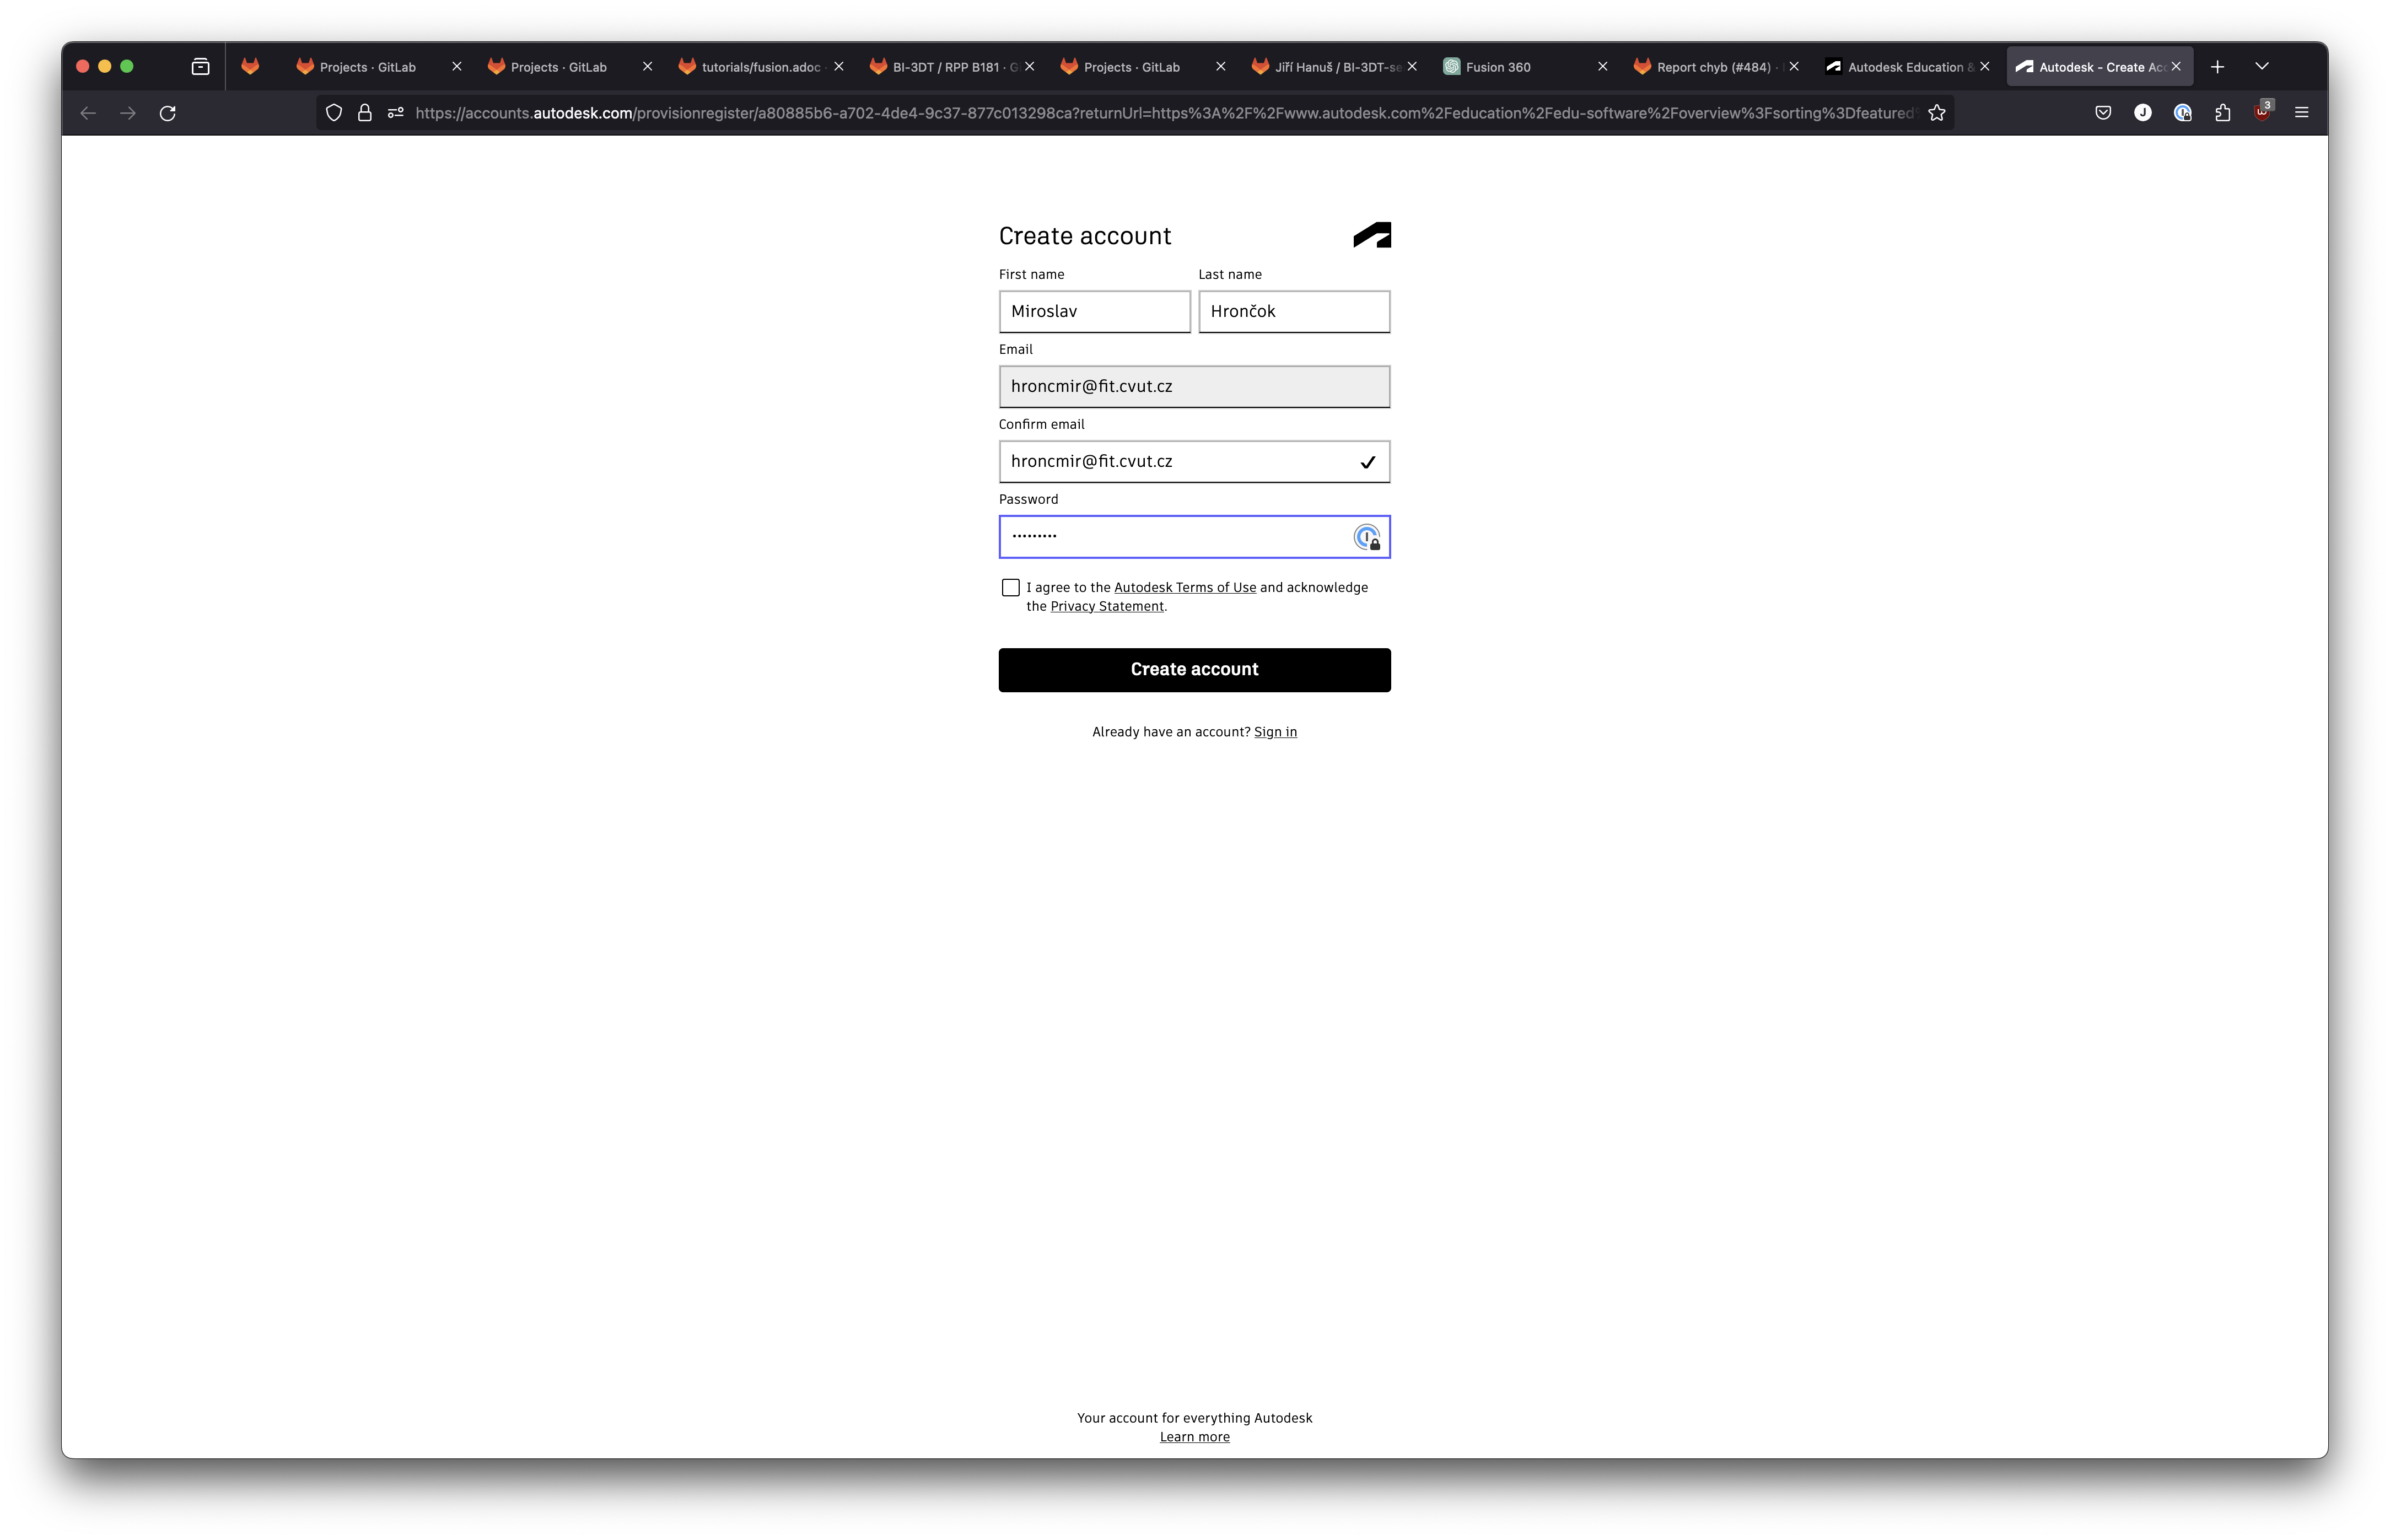 Projects · GitLab
Projects · GitLab
tutorials/fusion.adoc ·
BI-3DT / RPP B181 · G
Projects · GitLab
Jiří Hanuš / BI-3DT-se
Fusion 360
Report chyb (#484) ·
Autodesk Education &
Autodesk - Create Acc
https://accounts.autodesk.com/provisionregister/a80885b6-a702-4de4-9c37-877c013298ca?returnUrl=https%3A%2F%2Fwww.autodesk.com%2Feducation%2Fedu-software%2Foverview%3Fsorting%3Dfeatured
J
3
Create account
First name
Last name
Miroslav
Hrončok
Email
hroncmir@fit.cvut.cz
Confirm email
hroncmir@fit.cvut.cz
Password
I agree to the Autodesk Terms of Use and acknowledge
the Privacy Statement.
Create account
Already have an account? Sign in
Your account for everything Autodesk
Learn more